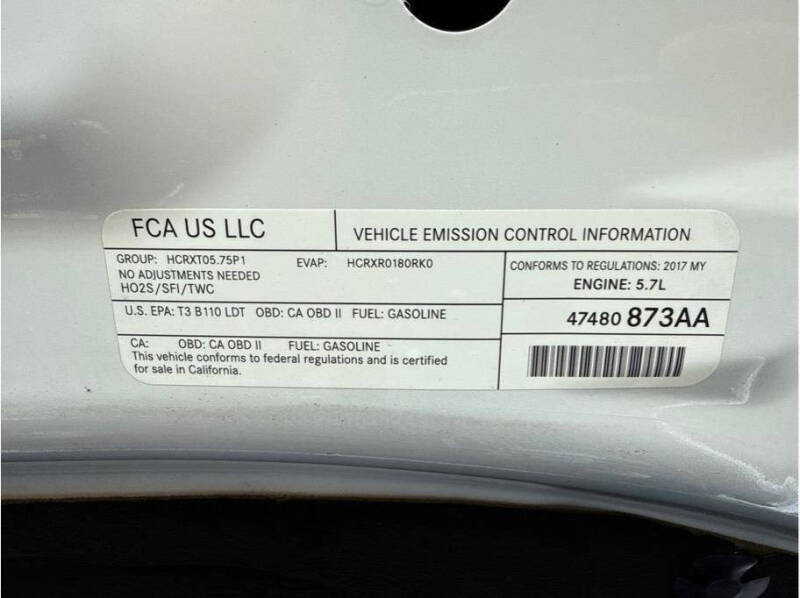 FCA US LLC
VEHICLE EMISSION CONTROL INFORMATION
GROUP: HCRXT05.75P1 EVAP: HCRXR0180RK0
NO ADJUSTMENTS NEEDED
HO2S/SFI/TWC
CONFORMS TO REGULATIONS: 2017 MY
ENGINE: 5.7L
U.S. EPA: T3 B110 LDT OBD: CA OBD II FUEL: GASOLINE
47480 873AA
CA: OBD: CA OBD II FUEL: GASOLINE
This vehicle conforms to federal regulations and is certified
for sale in California.